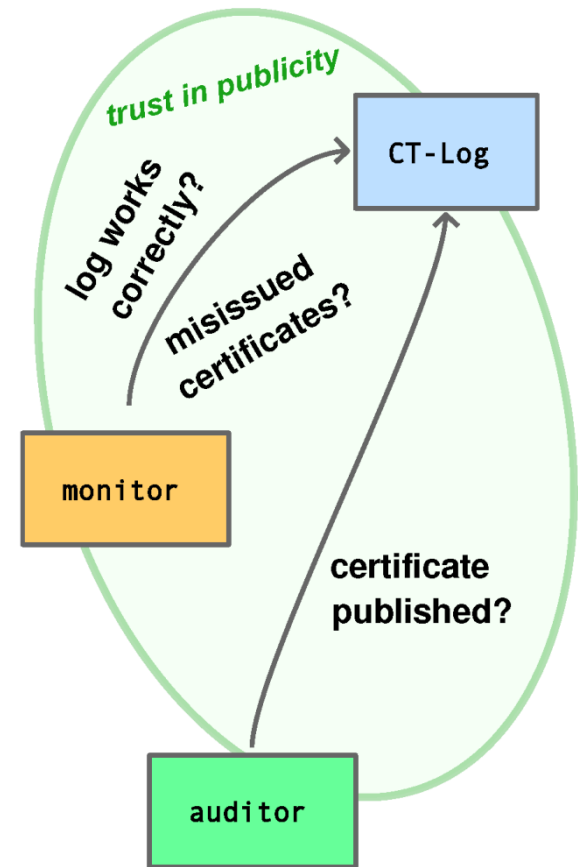 trust in publicity
CT-Log
log works
correctly?
misissued
certificates?
monitor
certificate
published?
auditor